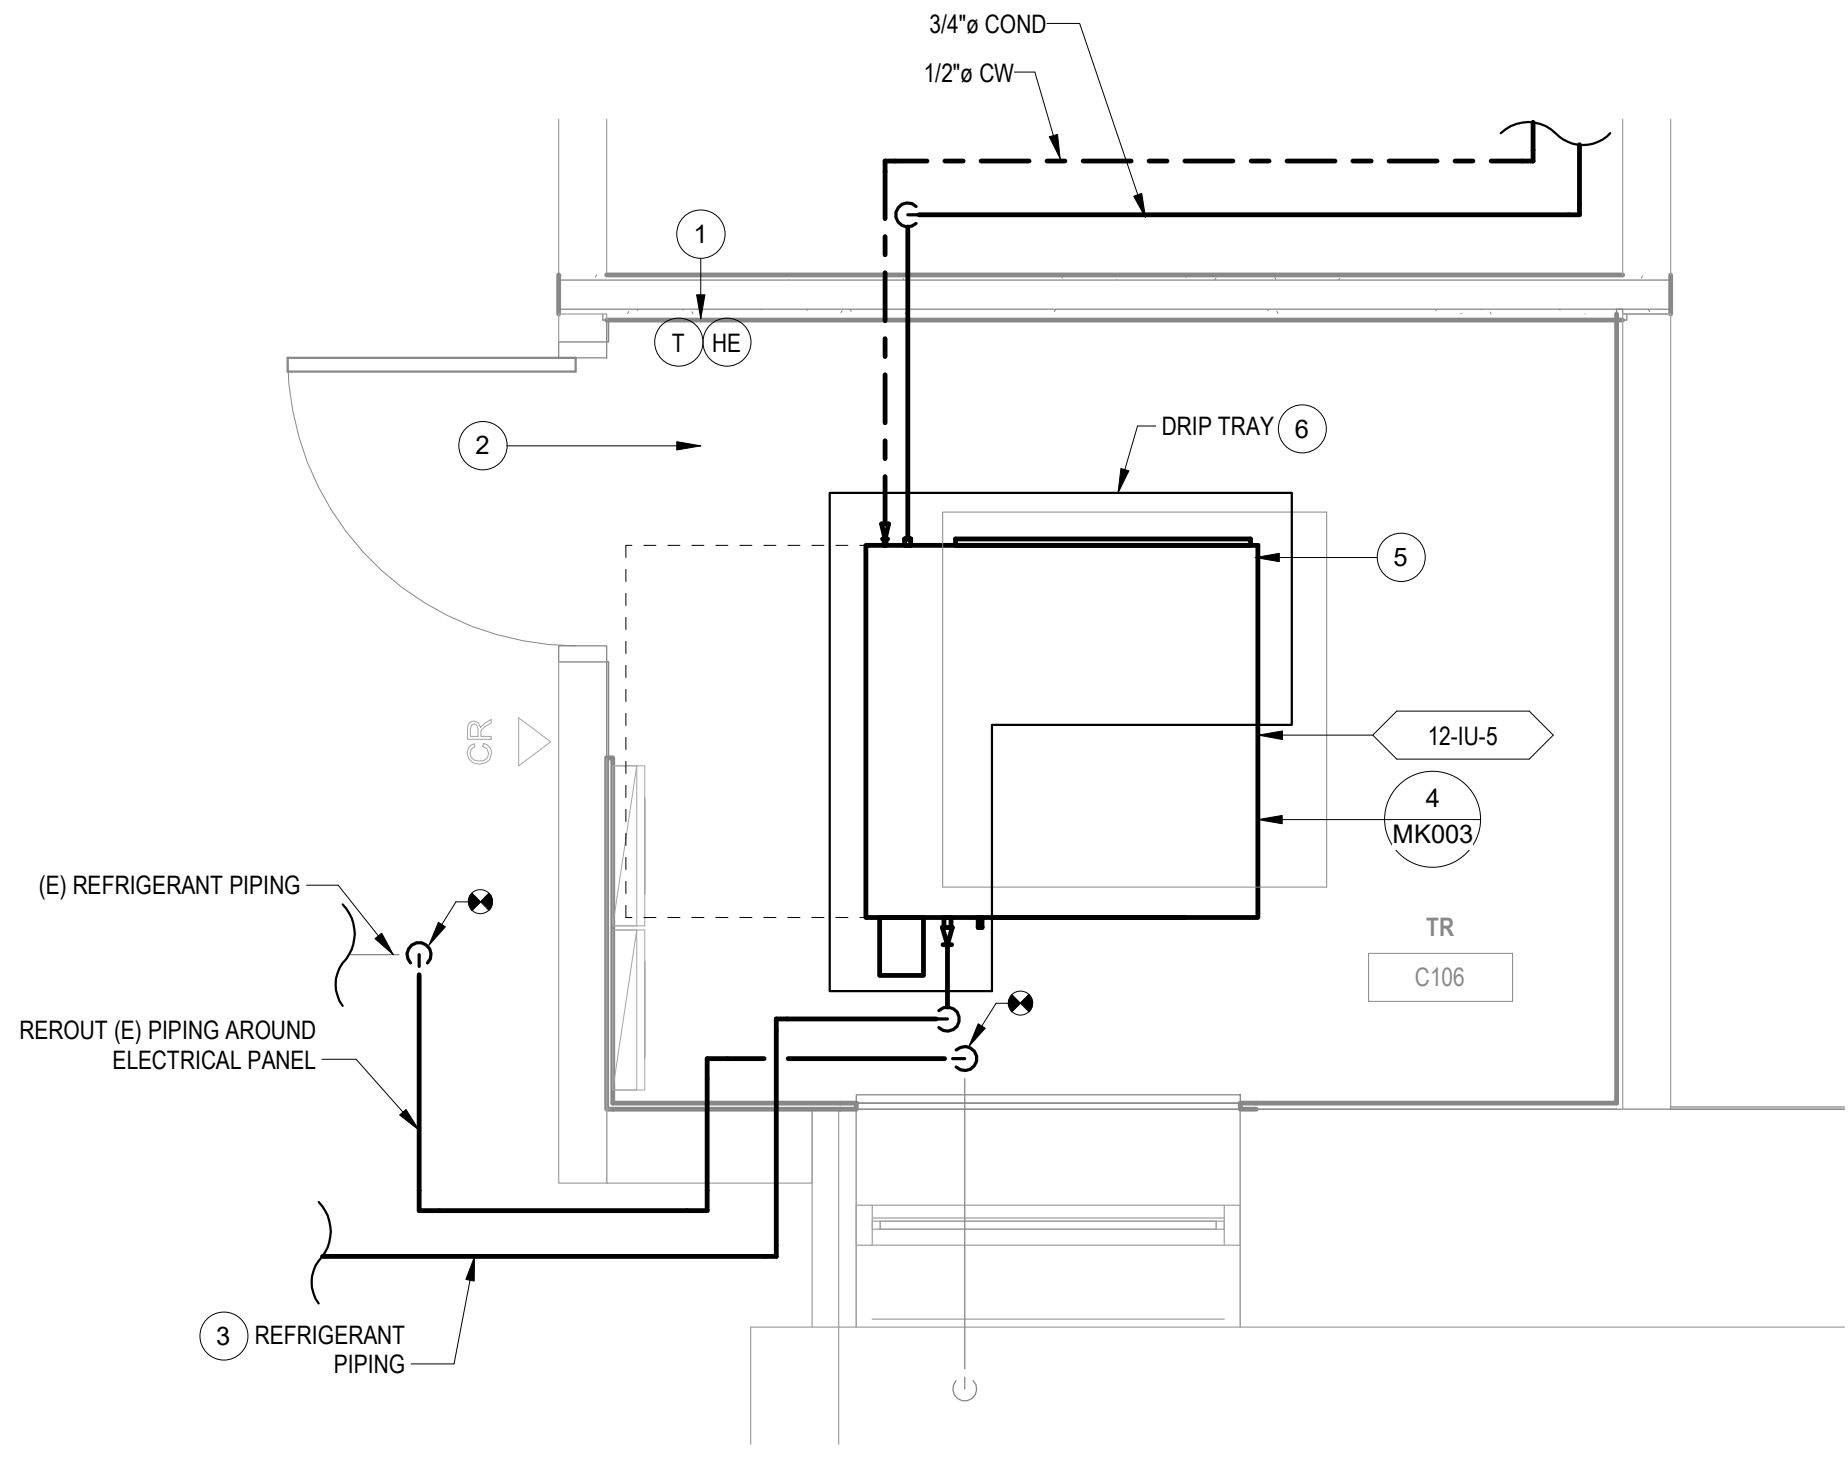 3/4"ø COND
1/2"ø CW
1
T HE
2
DRIP TRAY 6
5
CR
12-IU-5
4
MK003
(E) REFRIGERANT PIPING
TR
C106
REROUT (E) PIPING AROUND
ELECTRICAL PANEL
3 REFRIGERANT
PIPING